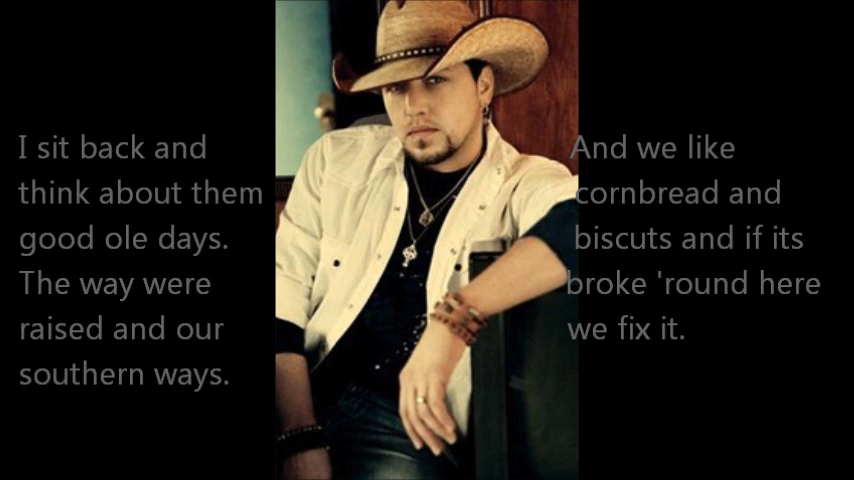 I sit back and
think about them
good ole days.
The way were
raised and our
southern ways.
And we like
cornbread and
biscuts and if its
broke 'round here
we fix it.